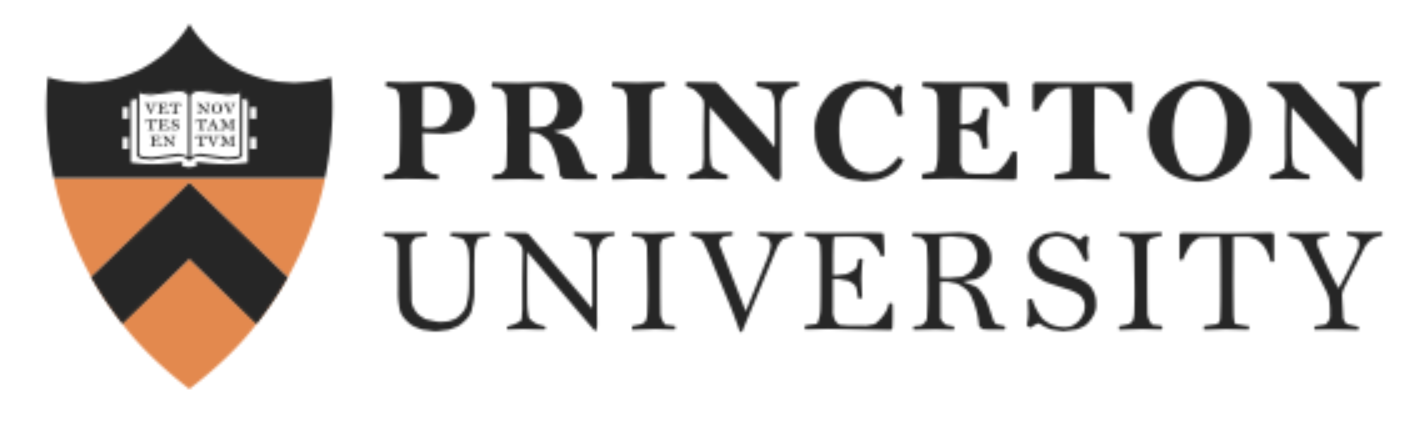 VET NOV
TES TAM
EN TVM
PRINCETON
UNIVERSITY